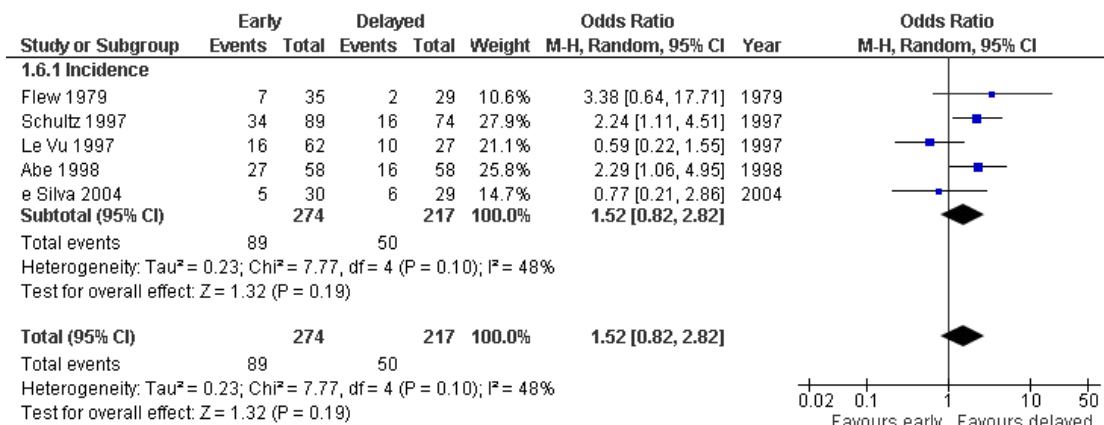 Early Delayed Odds Ratio Odds Ratio
Study or Subgroup Events Total Events Total Weight M-H, Random, 95% CI Year M-H, Random, 95% CI
1.6.1 Incidence
Flew 1979 7 35 2 29 10.6% 3.38 [0.64, 17.71] 1979
Schultz 1997 34 89 16 74 27.9% 2.24 [1.11, 4.51] 1997
Le Vu 1997 16 62 10 27 21.1% 0.59 [0.22, 1.55] 1997
Abe 1998 27 58 16 58 25.8% 2.29 [1.06, 4.95] 1998
e Silva 2004 5 30 6 29 14.7% 0.77 [0.21, 2.86] 2004
Subtotal (95% CI) 274 217 100.0% 1.52 [0.82, 2.82]
Total events 89 50
Heterogeneity: Tau² = 0.23; Chi² = 7.77, df = 4 (P = 0.10); I² = 48%
Test for overall effect: Z = 1.32 (P = 0.19)
Total (95% CI) 274 217 100.0% 1.52 [0.82, 2.82]
Total events 89 50
Heterogeneity: Tau² = 0.23; Chi² = 7.77, df = 4 (P = 0.10); I² = 48%
Test for overall effect: Z = 1.32 (P = 0.19)
0.02 0.1 1 10 50
Favours early Favours delayed